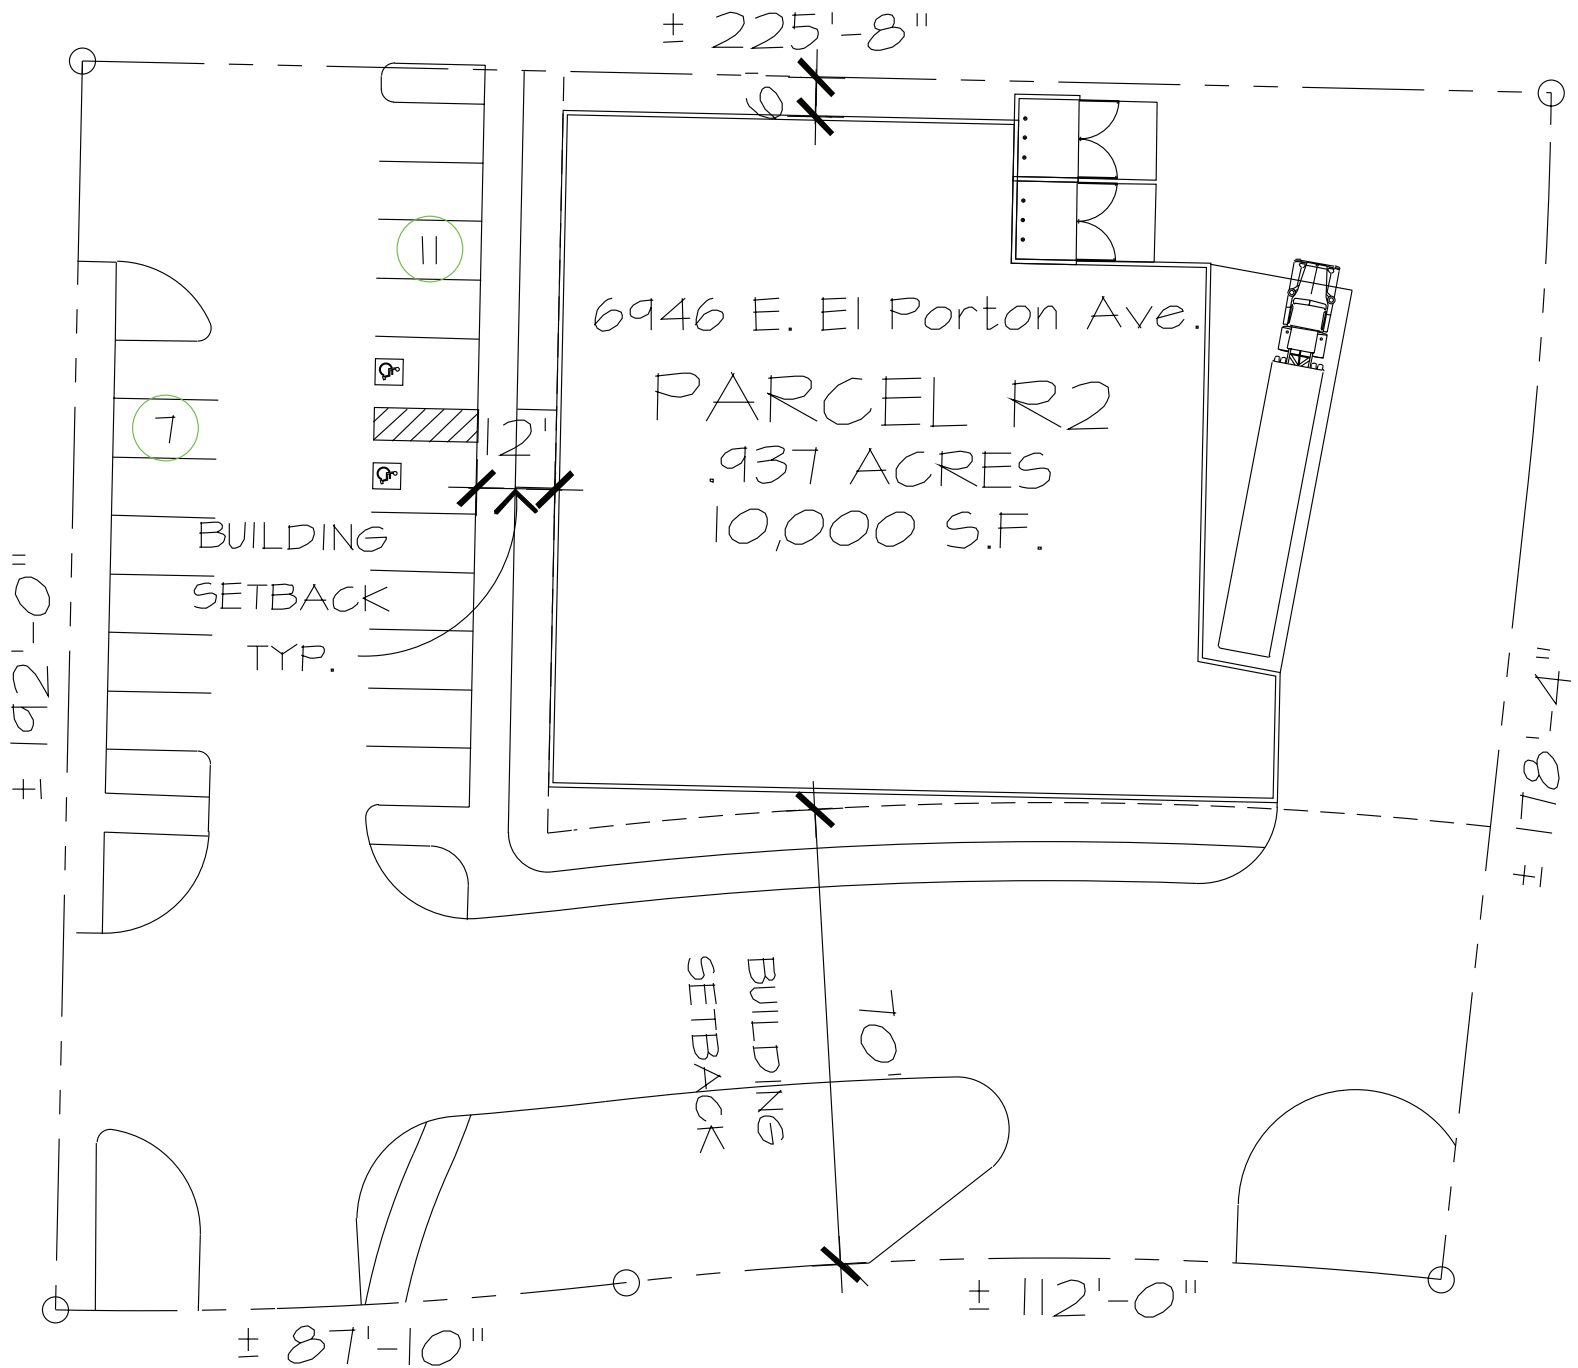 ± 225'-8"
6'
11
6946 E. El Porton Ave.
PARCEL R2
.937 ACRES
10,000 S.F.
7
12'
BUILDING
SETBACK
TYP.
± 192'-0"
± 178'-4"
BUILDING
SETBACK
70'
± 112'-0"
± 87'-10"